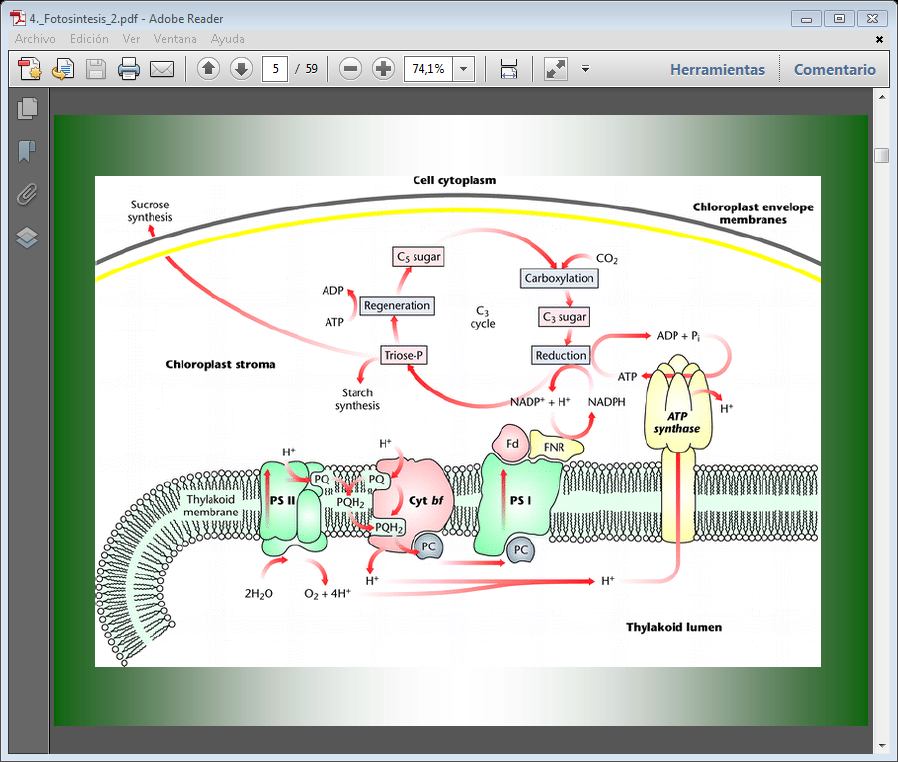 4._Fotosintesis_2.pdf - Adobe Reader
Archivo Edición Ver Ventana Ayuda
5 / 59
74,1%
Herramientas
Comentario
Cell cytoplasm
Sucrose
synthesis
Chloroplast envelope
membranes
C5 sugar
CO2
Carboxylation
ADP
Regeneration
ATP
C3
cycle
C3 sugar
Triose-P
Reduction
ADP + Pi
Chloroplast stroma
ATP
Starch
synthesis
NADP+ + H+
NADPH
H+
ATP
synthase
H+
H+
Fd
FNR
PQ
PQ
Thylakoid
membrane
PS II
PQH2
Cyt bf
PS I
PQH2
PC
PC
2H2O
O2 + 4H+
H+
H+
Thylakoid lumen